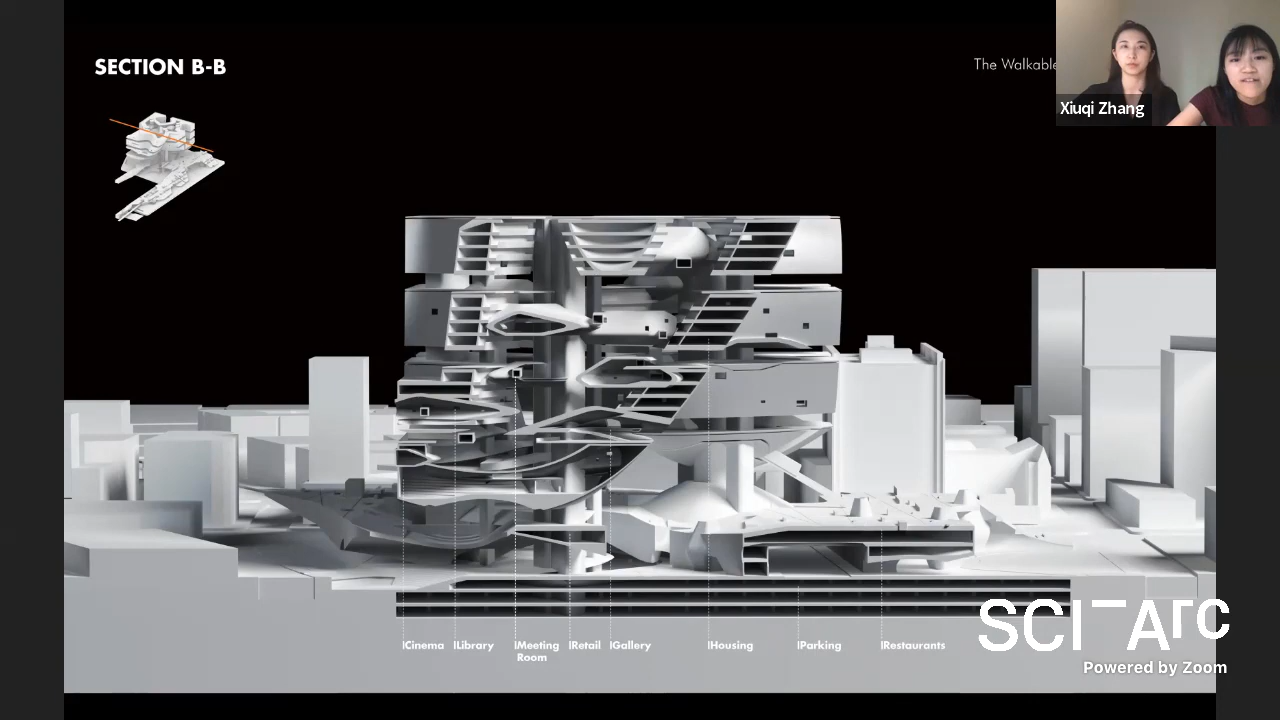 SECTION B-B
The Walkable
Xiuqi Zhang
Cinema
Library
Meeting
Room
Retail
Gallery
Housing
Parking
Restaurants
SCI-Arc
Powered by Zoom